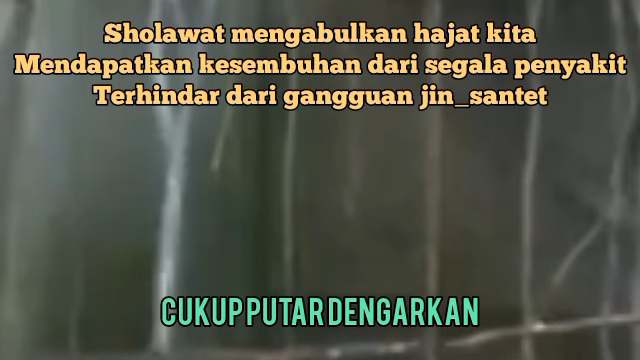 Sholawat mengabulkan hajat kita
Mendapatkan kesembuhan dari segala penyakit
Terhindar dari gangguan jin_santet
CUKUP PUTAR DENGARKAN